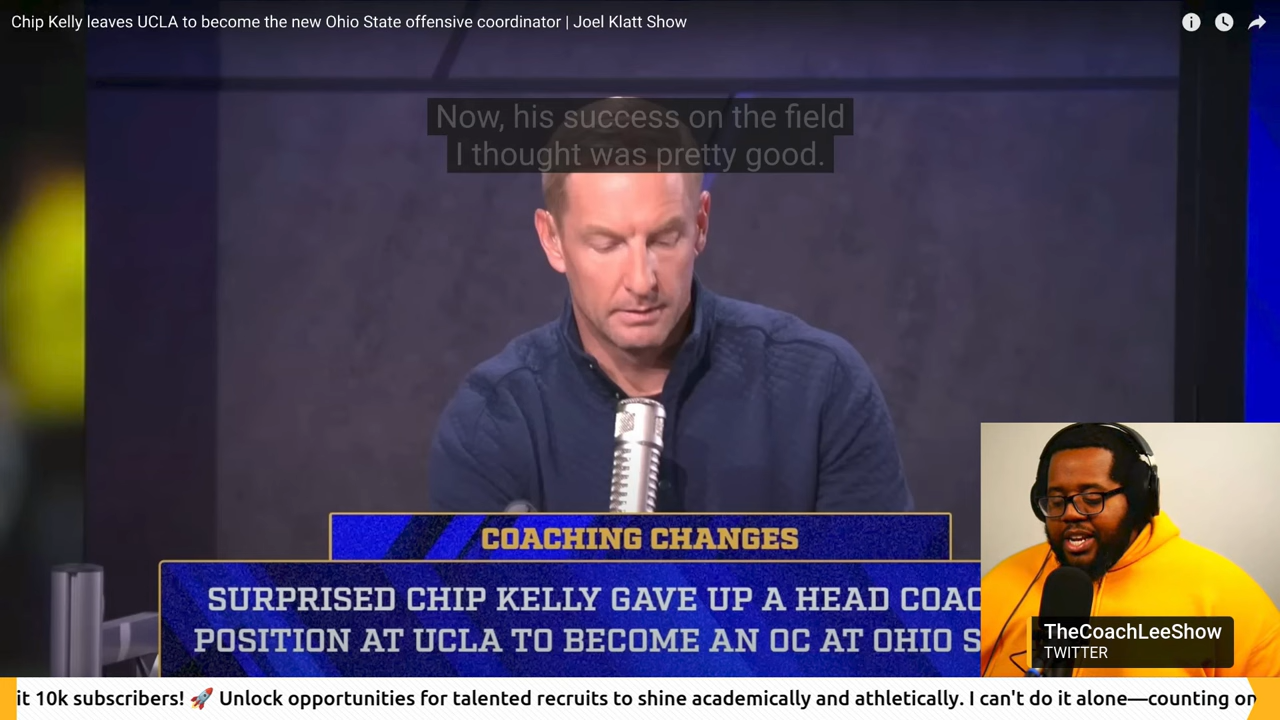 Chip Kelly leaves UCLA to become the new Ohio State offensive coordinator | Joel Klatt Show
Now, his success on the field
I thought was pretty good.
COACHING CHANGES
SURPRISED CHIP KELLY GAVE UP A HEAD COAC
POSITION AT UCLA TO BECOME AN OC AT OHIO S
TheCoachLeeShow
TWITTER
it 10k subscribers! 🚀 Unlock opportunities for talented recruits to shine academically and athletically. I can't do it alone—counting on